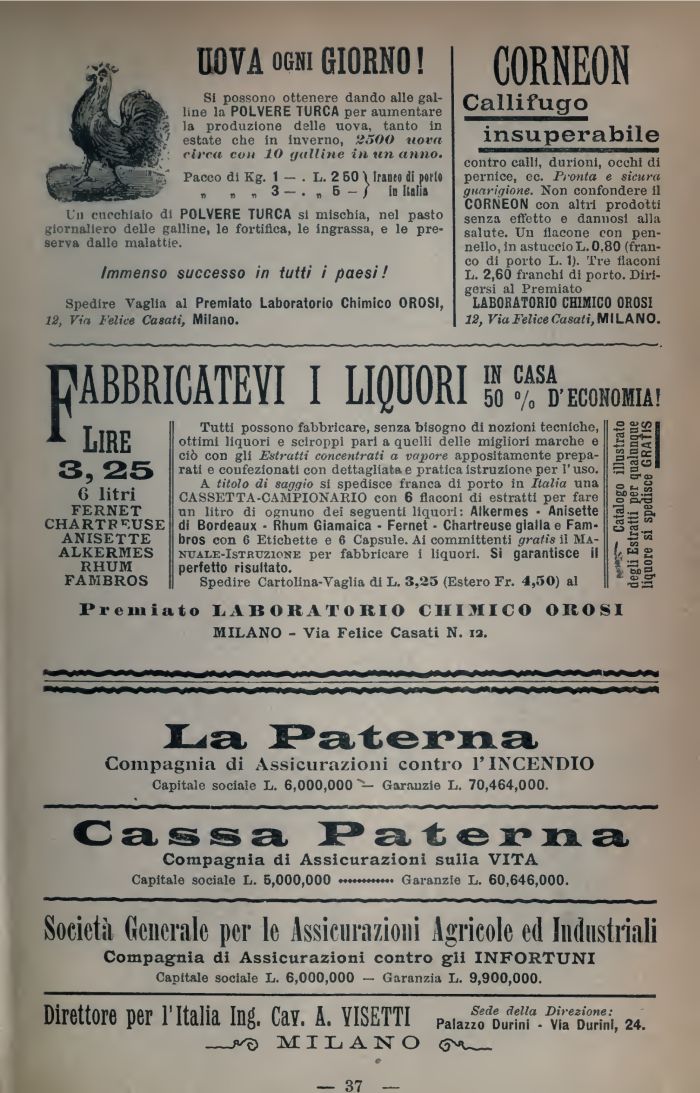 UOVA OGNI GIORNO!
Si possono ottenere dando alle gal-
line la POLVERE TURCA per aumentare
la produzione delle uova, tanto in
estate che in inverno, 2500 uova
circa con 10 galline in un anno.
Pacco di Kg. 1 — . L. 2 50 } franco di porto
„ „ „ 3 — . „ 5 — } in Italia
Un cucchiaio di POLVERE TURCA si mischia, nel pasto
giornaliero delle galline, le fortifica, le ingrassa, e le pre-
serva dalle malattie.
Immenso successo in tutti i paesi!
Spedire Vaglia al Premiato Laboratorio Chimico OROSI,
12, Via Felice Casati, Milano.
CORNEON
Callifugo
insuperabile
contro calli, durioni, occhi di
pernice, ec. Pronta e sicura
guarigione. Non confondere il
CORNEON con altri prodotti
senza effetto e dannosi alla
salute. Un flacone con pen-
nello, in astuccio L. 0,80 (fran-
co di porto L. 1). Tre flaconi
L. 2,60 franchi di porto. Diri-
gersi al Premiato
LABORATORIO CHIMICO OROSI
12, Via Felice Casati, MILANO.
FABBRICATEVI I LIQUORI IN CASA
50 % D'ECONOMIA!
LIRE
3,25
6 litri
FERNET
CHARTREUSE
ANISETTE
ALKERMES
RHUM
FAMBROS
Tutti possono fabbricare, senza bisogno di nozioni tecniche,
ottimi liquori e sciroppi pari a quelli delle migliori marche e
ciò con gli Estratti concentrati a vapore appositamente prepa-
rati e confezionati con dettagliata e pratica istruzione per l'uso.
A titolo di saggio si spedisce franca di porto in Italia una
CASSETTA-CAMPIONARIO con 6 flaconi di estratti per fare
un litro di ognuno dei seguenti liquori: Alkermes - Anisette
di Bordeaux - Rhum Giamaica - Fernet - Chartreuse gialla e Fam-
bros con 6 Etichette e 6 Capsule. Ai committenti gratis il MA-
NUALE-ISTRUZIONE per fabbricare i liquori. Si garantisce il
perfetto risultato.
Spedire Cartolina-Vaglia di L. 3,25 (Estero Fr. 4,50) al
Catalogo illustrato
degli Estratti per qualunque
liquore si spedisce GRATIS
Premiato LABORATORIO CHIMICO OROSI
MILANO - Via Felice Casati N. 12.
La Paterna
Compagnia di Assicurazioni contro l'INCENDIO
Capitale sociale L. 6,000,000 — Garanzie L. 70,464,000.
Cassa Paterna
Compagnia di Assicurazioni sulla VITA
Capitale sociale L. 5,000,000 ············ Garanzie L. 60,646,000.
Società Generale per le Assicurazioni Agricole ed Industriali
Compagnia di Assicurazioni contro gli INFORTUNI
Capitale sociale L. 6,000,000 — Garanzia L. 9,900,000.
Direttore per l'Italia Ing. Cav. A. VISETTI
Sede della Direzione:
Palazzo Durini - Via Durini, 24.
MILANO
— 37 —